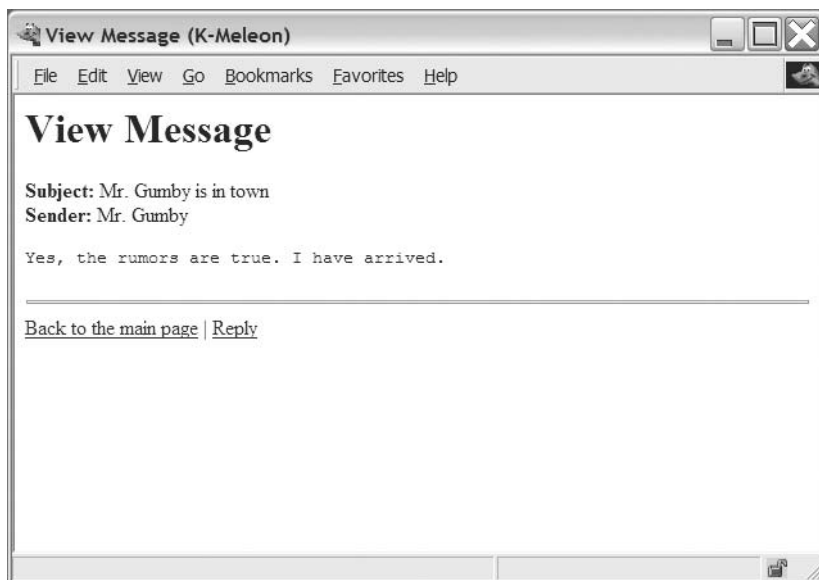 View Message (K-Meleon)
File Edit View Go Bookmarks Favorites Help
View Message
Subject: Mr. Gumby is in town
Sender: Mr. Gumby
Yes, the rumors are true. I have arrived.
Back to the main page | Reply